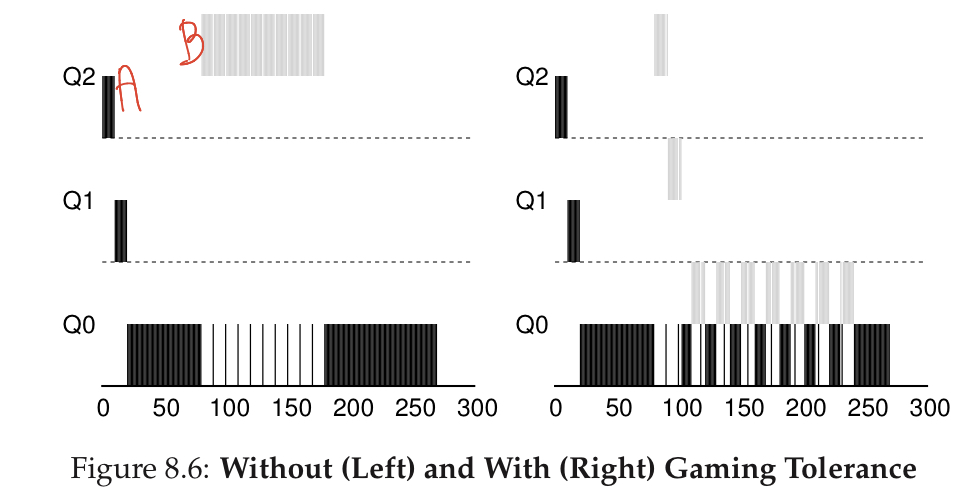 B
Q2 A Q2
Q1 Q1
Q0 Q0
0 50 100 150 200 250 300 0 50 100 150 200 250 300
Figure 8.6: Without (Left) and With (Right) Gaming Tolerance